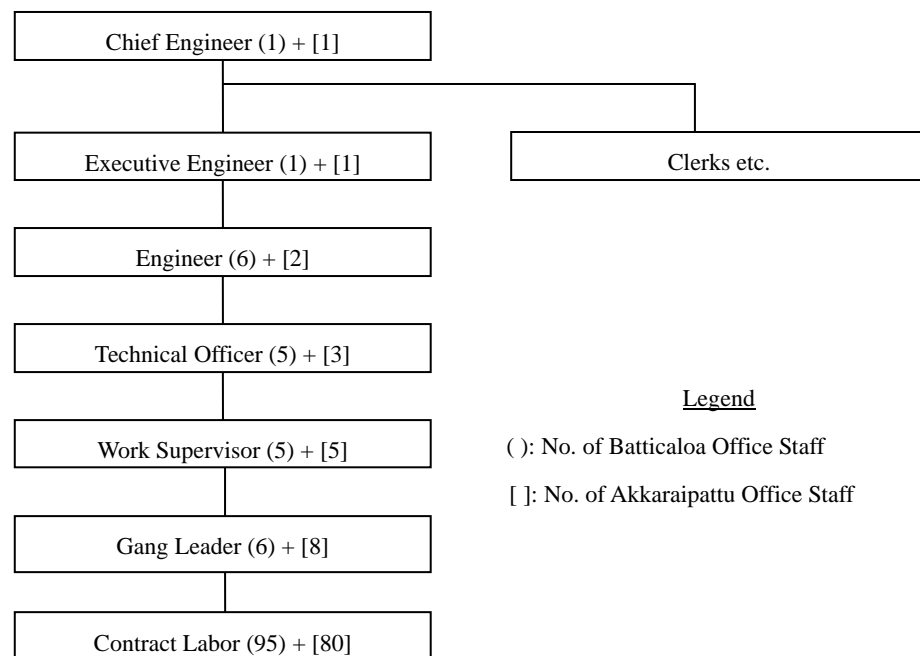 Chief Engineer (1) + [1]
Executive Engineer (1) + [1]
Clerks etc.
Engineer (6) + [2]
Technical Officer (5) + [3]
Work Supervisor (5) + [5]
Gang Leader (6) + [8]
Contract Labor (95) + [80]
Legend
( ): No. of Batticaloa Office Staff
[ ]: No. of Akkaraipattu Office Staff